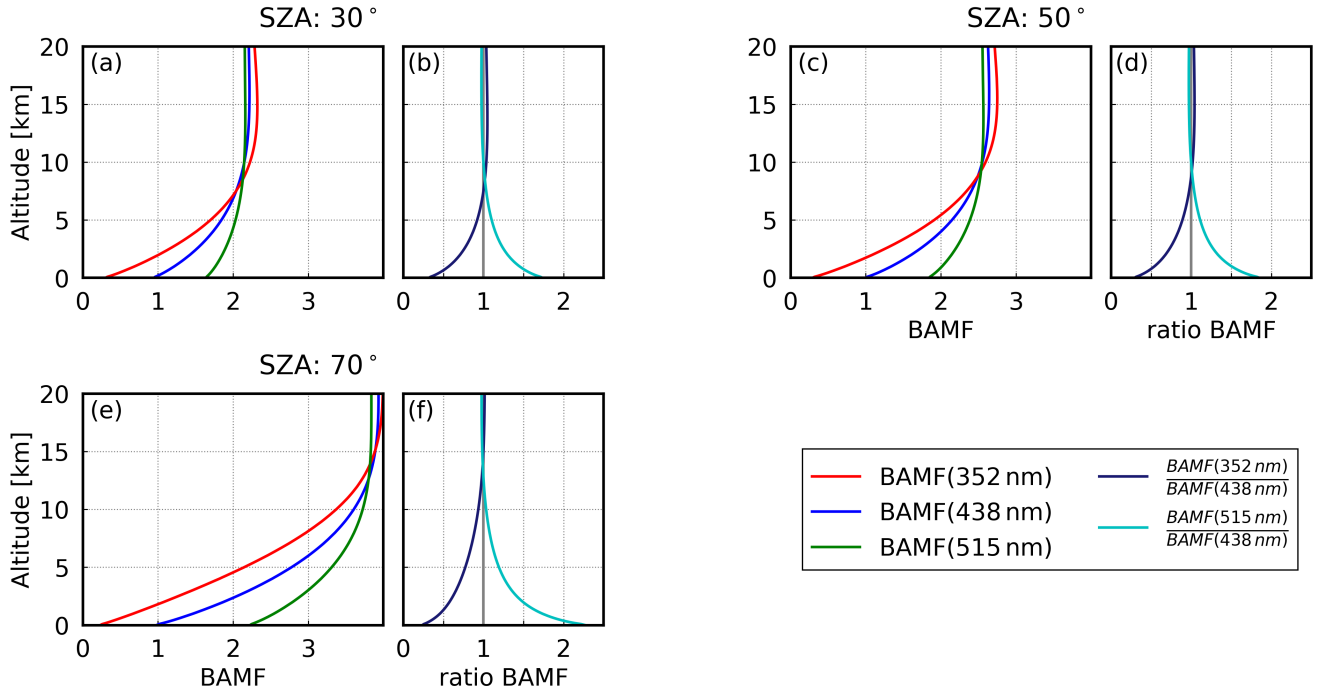 SZA: 30°
SZA: 50°
Altitude [km]
20
15
10
5
0
(a)
0 1 2 3
(b)
0 1 2
20
15
10
5
0
(c)
0 1 2 3
BAMF
(d)
0 1 2
ratio BAMF
SZA: 70°
Altitude [km]
20
15
10
5
0
(e)
0 1 2 3
BAMF
(f)
0 1 2
ratio BAMF
BAMF(352 nm)
BAMF(438 nm)
BAMF(515 nm)
BAMF(352 nm)
BAMF(438 nm)
BAMF(515 nm)
BAMF(438 nm)